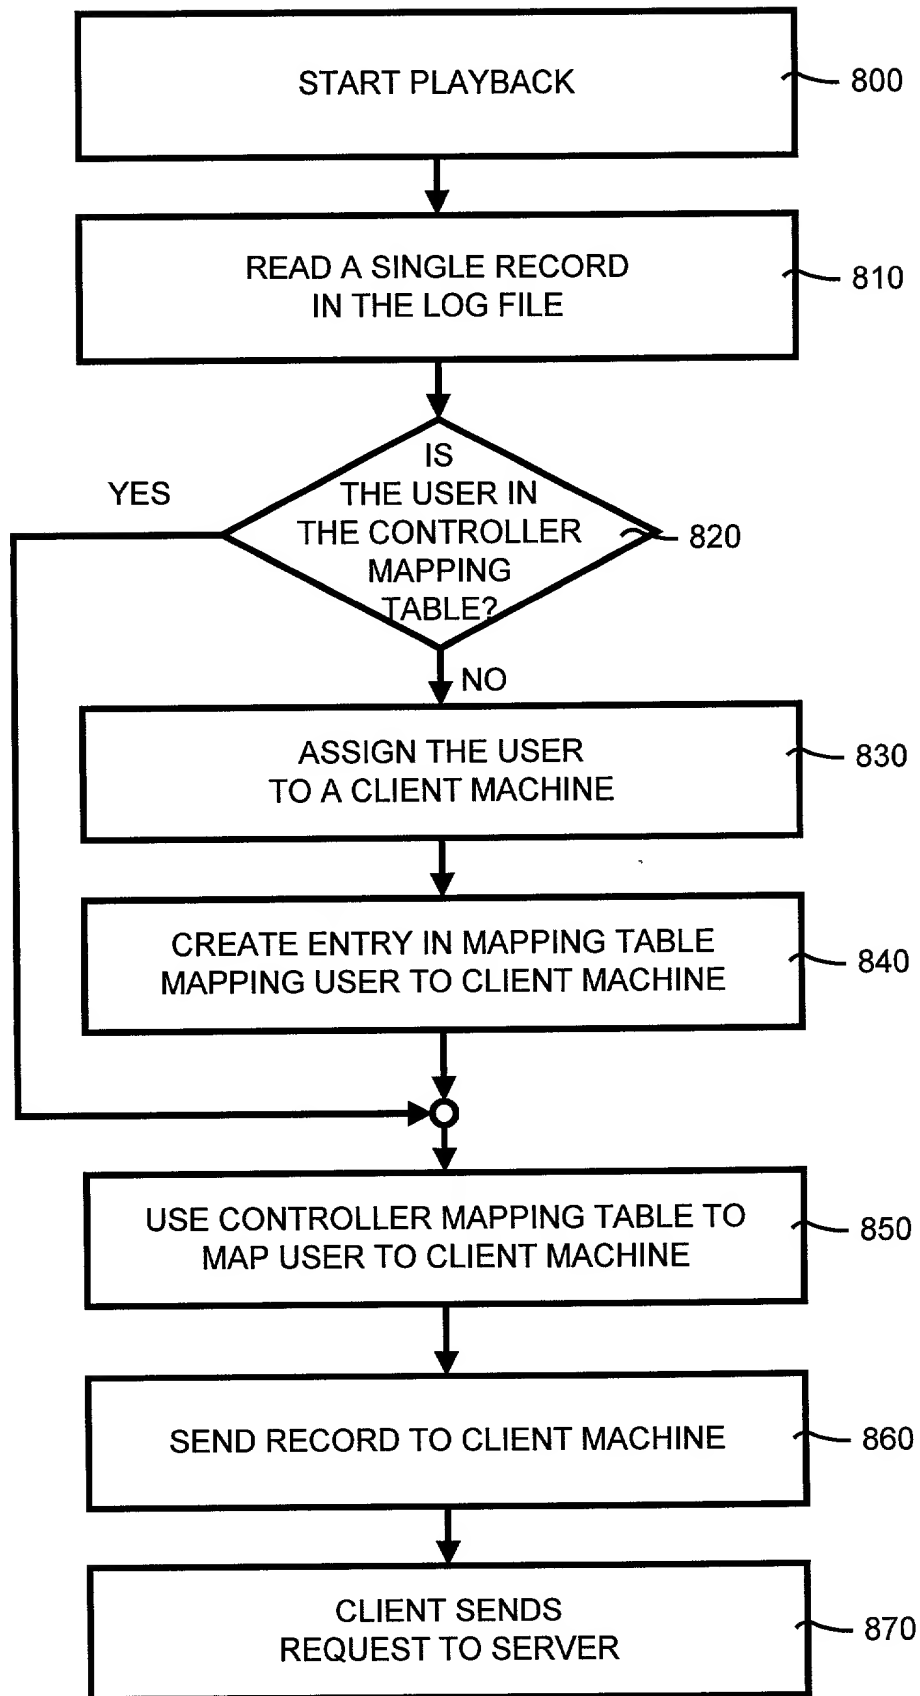 START PLAYBACK
800
READ A SINGLE RECORD
IN THE LOG FILE
810
YES
IS
THE USER IN
THE CONTROLLER
MAPPING
TABLE?
820
NO
ASSIGN THE USER
TO A CLIENT MACHINE
830
CREATE ENTRY IN MAPPING TABLE
MAPPING USER TO CLIENT MACHINE
840
USE CONTROLLER MAPPING TABLE TO
MAP USER TO CLIENT MACHINE
850
SEND RECORD TO CLIENT MACHINE
860
CLIENT SENDS
REQUEST TO SERVER
870